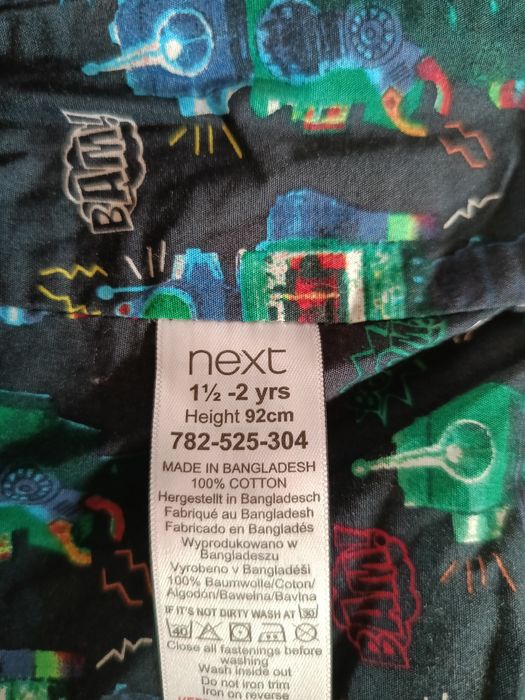 BAM!
next
1½ -2 yrs
Height 92cm
782-525-304
MADE IN BANGLADESH
100% COTTON
Hergestellt in Bangladesch
Fabriqué au Bangladesh
Fabricado en Bangladés
Wyprodukowano w
Bangladeszu
Vyrobeno v Bangladéši
100% Baumwolle/Coton/
Algodón/Bawełna/Bavlna
IF IT'S NOT DIRTY WASH AT 30
40
Close all fastenings before
washing
Wash inside out
Do not iron trim
Iron on reverse
BAM!